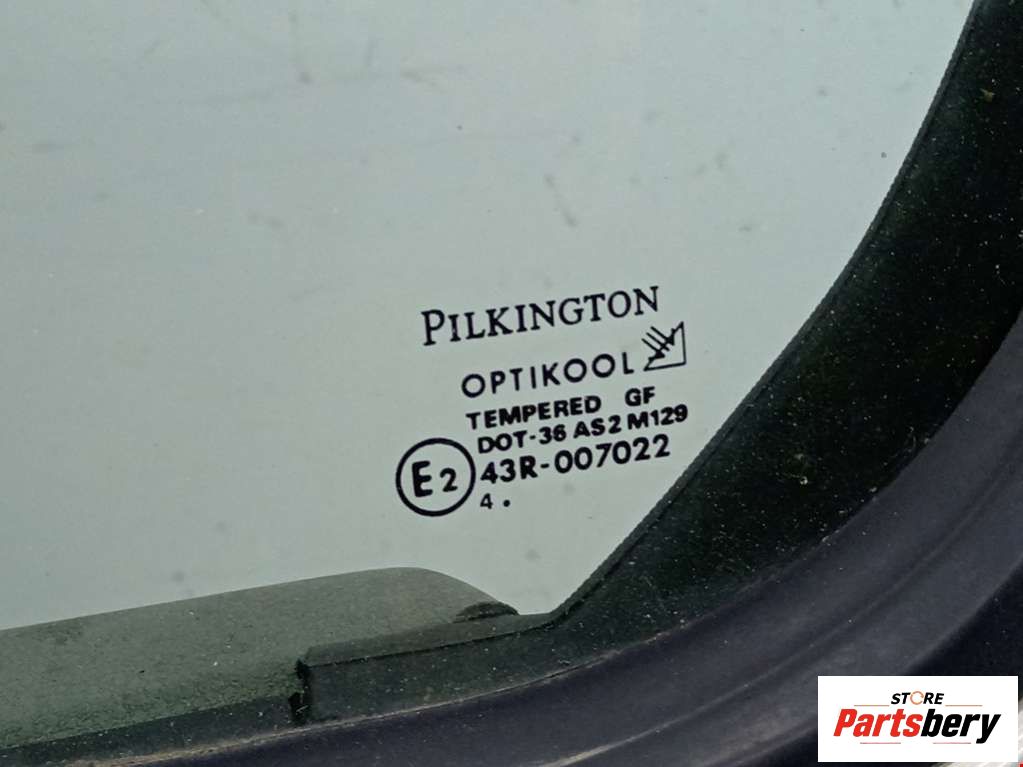 PILKINGTON
OPTIKOOL
TEMPERED GF
DOT-36 AS2 M129
E2 43R-007022
4 .
STORE
Partsbery